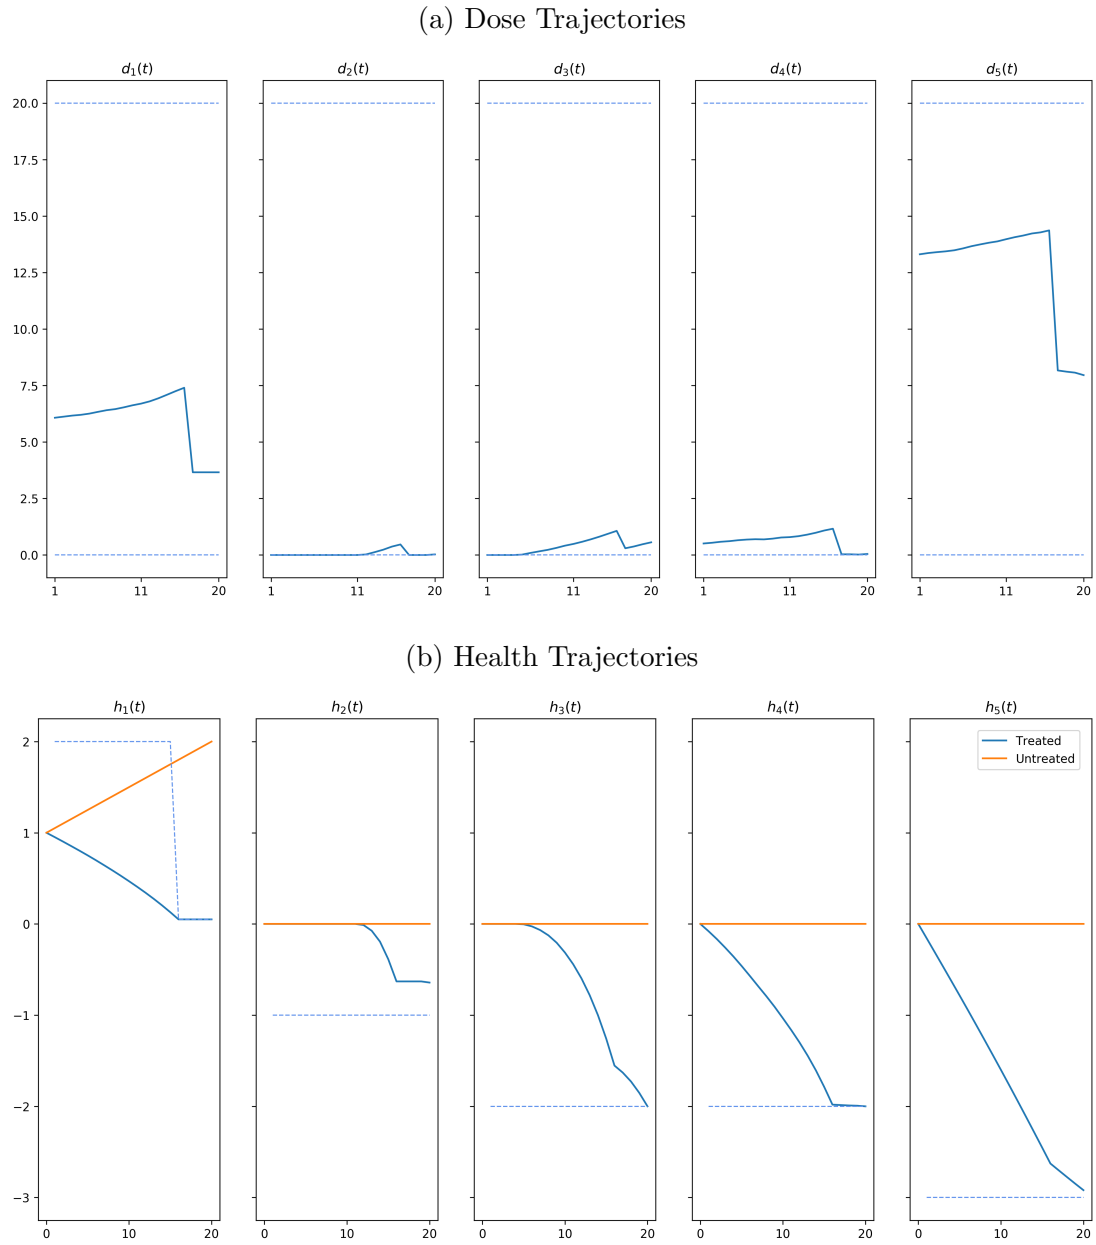 (a) Dose Trajectories
d₁(t) d₂(t) d₃(t) d₄(t) d₅(t)
20.0
17.5
15.0
12.5
10.0
7.5
5.0
2.5
0.0
1 11 20 1 11 20 1 11 20 1 11 20 1 11 20
(b) Health Trajectories
h₁(t) h₂(t) h₃(t) h₄(t) h₅(t)
Treated
Untreated
2
1
0
−1
−2
−3
0 10 20 0 10 20 0 10 20 0 10 20 0 10 20